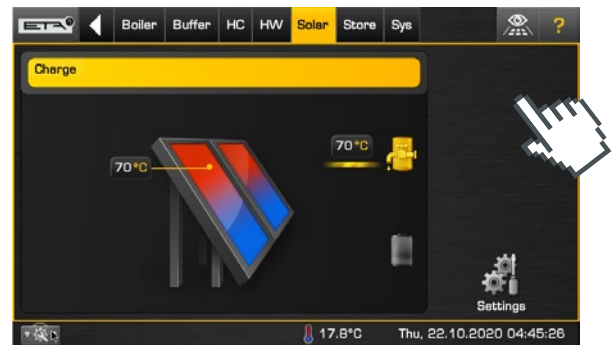 ETA Boiler Buffer HC HW Solar Store Sys ?
Charge
70°C
70°C
Settings
17.8°C Thu, 22.10.2020 04:45:26